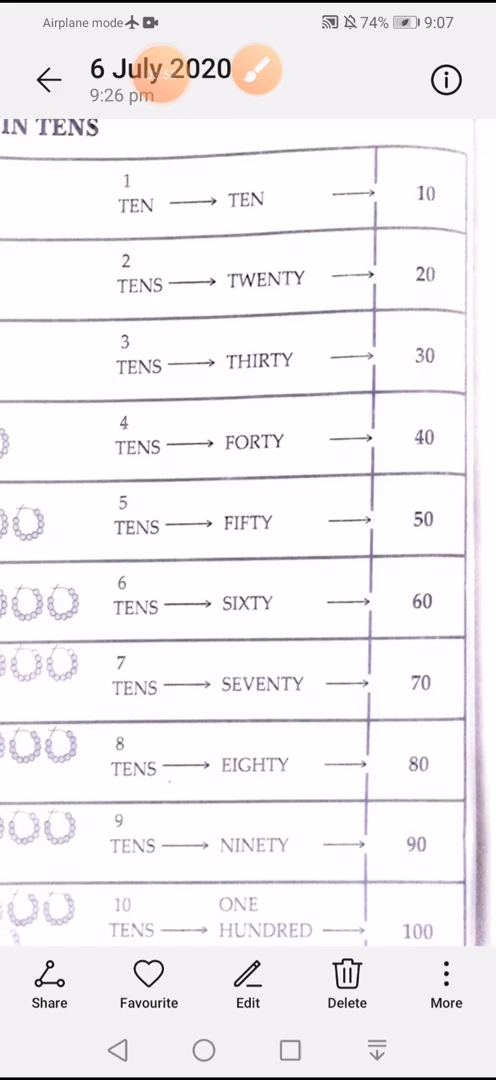 Airplane mode 74% 9:07
6 July 2020
9:26 pm
IN TENS
1
TEN → TEN → 10
2
TENS → TWENTY → 20
3
TENS → THIRTY → 30
4
TENS → FORTY → 40
5
TENS → FIFTY → 50
6
TENS → SIXTY → 60
7
TENS → SEVENTY → 70
8
TENS → EIGHTY → 80
9
TENS → NINETY → 90
10 ONE
TENS → HUNDRED → 100
Share Favourite Edit Delete More